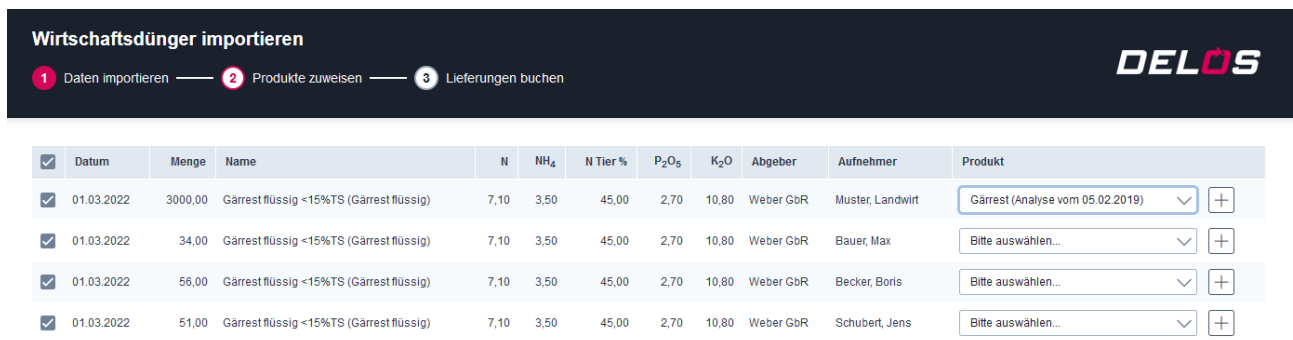 Wirtschaftsdünger importieren
1 Daten importieren 2 Produkte zuweisen 3 Lieferungen buchen
DELOS
Datum Menge Name N NH₄ N Tier % P₂O₅ K₂O Abgeber Aufnehmer Produkt
01.03.2022 3000,00 Gärrest flüssig <15%TS (Gärrest flüssig) 7,10 3,50 45,00 2,70 10,80 Weber GbR Muster, Landwirt Gärrest (Analyse vom 05.02.2019)
01.03.2022 34,00 Gärrest flüssig <15%TS (Gärrest flüssig) 7,10 3,50 45,00 2,70 10,80 Weber GbR Bauer, Max Bitte auswählen...
01.03.2022 56,00 Gärrest flüssig <15%TS (Gärrest flüssig) 7,10 3,50 45,00 2,70 10,80 Weber GbR Becker, Boris Bitte auswählen...
01.03.2022 51,00 Gärrest flüssig <15%TS (Gärrest flüssig) 7,10 3,50 45,00 2,70 10,80 Weber GbR Schubert, Jens Bitte auswählen...